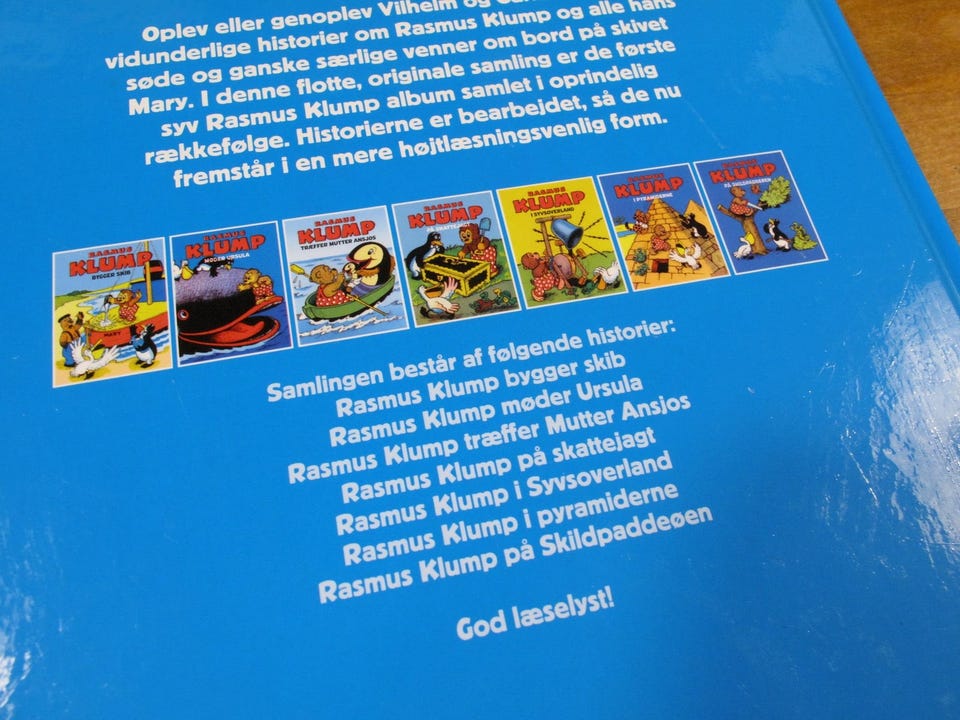 Oplev eller genoplev Vilhelm og
vidunderlige historier om Rasmus Klump og alle hans
søde og ganske særlige venner om bord på skivet
Mary. I denne flotte, originale samling er de første
syv Rasmus Klump album samlet i oprindelig
rækkefølge. Historierne er bearbejdet, så de nu
fremstår i en mere højtlæsningsvenlig form.
RASMUS
KLUMP
BYGGER SKIB
MARY
RASMUS
KLUMP
MØDER URSULA
RASMUS
KLUMP
TRÆFFER MUTTER ANSJOS
RASMUS
KLUMP
PÅ SKATTEJAGT
RASMUS
KLUMP
I SYVSOVERLAND
RASMUS
KLUMP
I PYRAMIDERNE
RASMUS
KLUMP
PÅ SKILDPADDEØEN
Samlingen består af følgende historier:
Rasmus Klump bygger skib
Rasmus Klump møder Ursula
Rasmus Klump træffer Mutter Ansjos
Rasmus Klump på skattejagt
Rasmus Klump i Syvsoverland
Rasmus Klump i pyramiderne
Rasmus Klump på Skildpaddeøen
God læselyst!